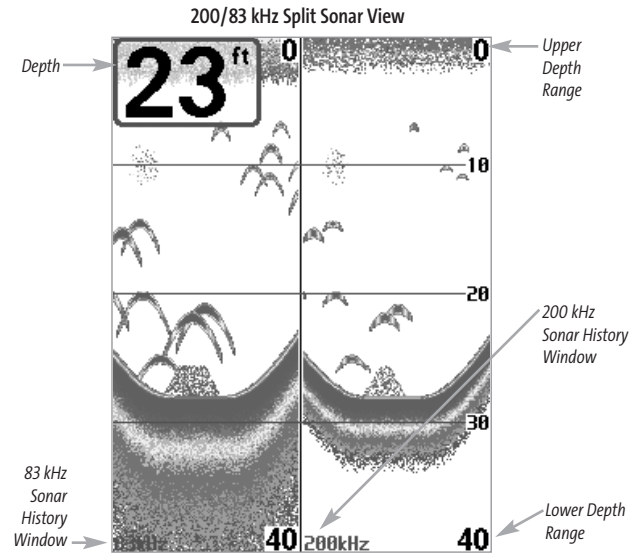 200/83 kHz Split Sonar View
Depth
23 ft
0
0
Upper
Depth
Range
10
20
200 kHz
Sonar History
Window
30
83 kHz
Sonar
History
Window
83kHz
40
200kHz
40
Lower Depth
Range